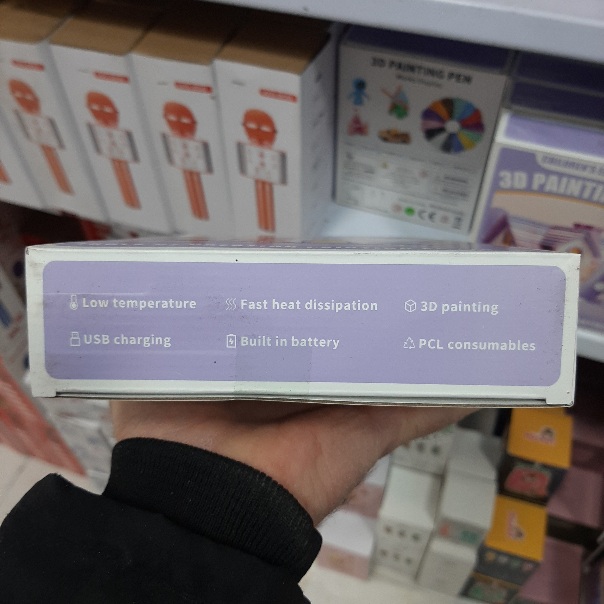 3D PAINTING PEN
3D PAINTI
Low temperature
Fast heat dissipation
3D painting
USB charging
Built in battery
PCL consumables